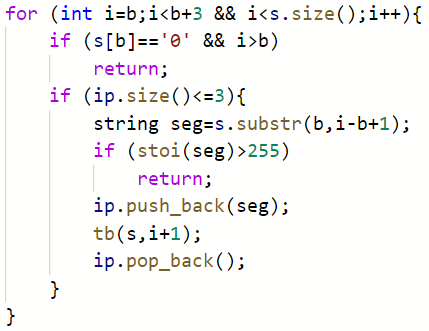 for (int i=b;i<b+3 && i<s.size();i++){
    if (s[b]=='0' && i>b)
        return;
    if (ip.size()<=3){
        string seg=s.substr(b,i-b+1);
        if (stoi(seg)>255)
            return;
        ip.push_back(seg);
        tb(s,i+1);
        ip.pop_back();
    }
}